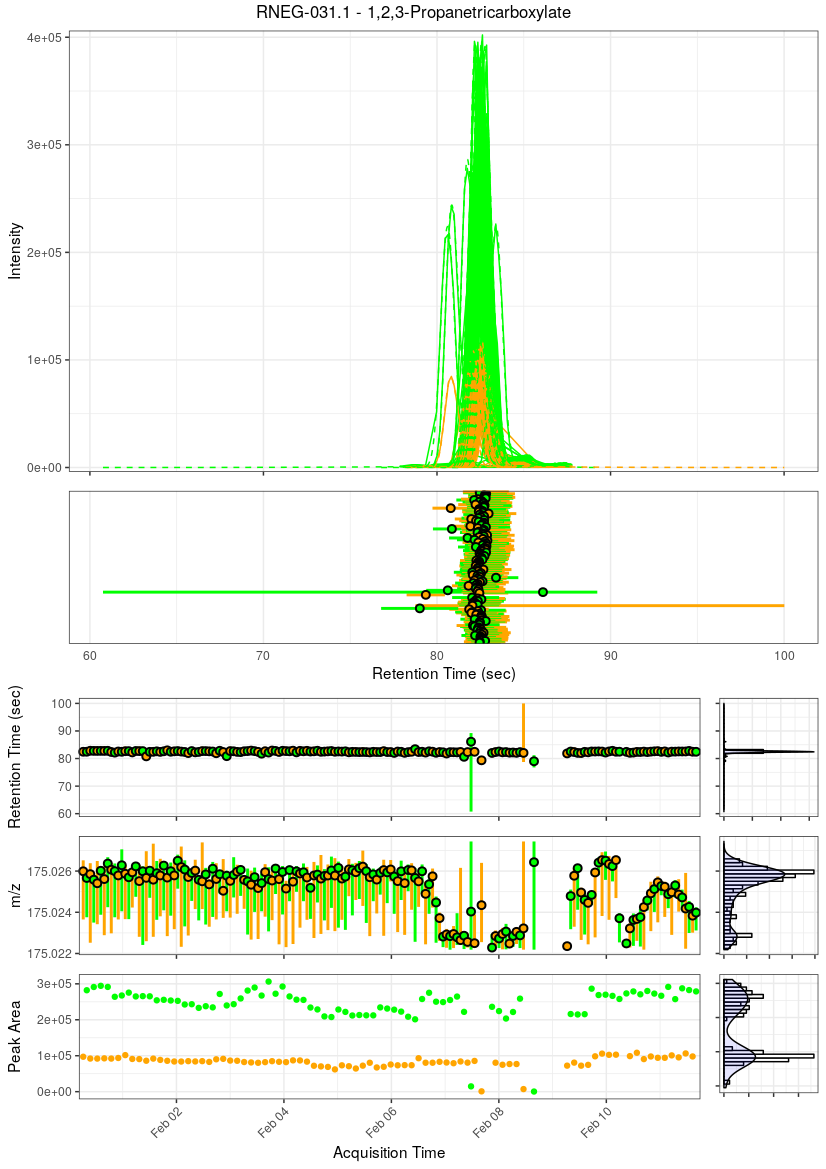 RNEG-031.1 - 1,2,3-Propanetricarboxylate
4e+05
3e+05
2e+05
1e+05
0e+00
Intensity
60
70
80
90
100
Retention Time (sec)
100
90
80
70
60
Retention Time (sec)
175.026
175.024
175.022
m/z
3e+05
2e+05
1e+05
0e+00
Peak Area
Feb 02
Feb 04
Feb 06
Feb 08
Feb 10
Acquisition Time